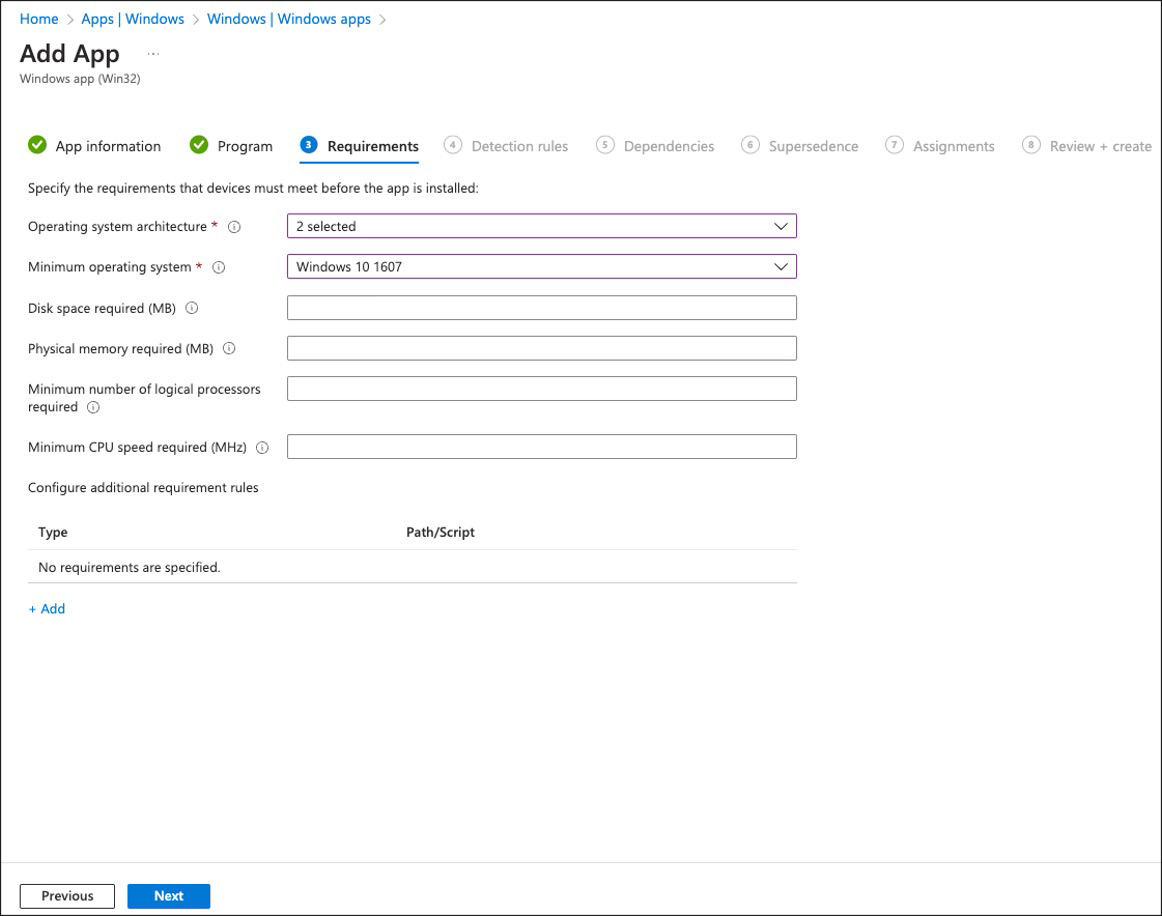 Home > Apps | Windows > Windows | Windows apps >
Add App ...
Windows app (Win32)
App information Program 3 Requirements 4 Detection rules 5 Dependencies 6 Supersedence 7 Assignments 8 Review + create
Specify the requirements that devices must meet before the app is installed:
Operating system architecture * 2 selected
Minimum operating system * Windows 10 1607
Disk space required (MB)
Physical memory required (MB)
Minimum number of logical processors
required
Minimum CPU speed required (MHz)
Configure additional requirement rules
Type Path/Script
No requirements are specified.
+ Add
Previous Next